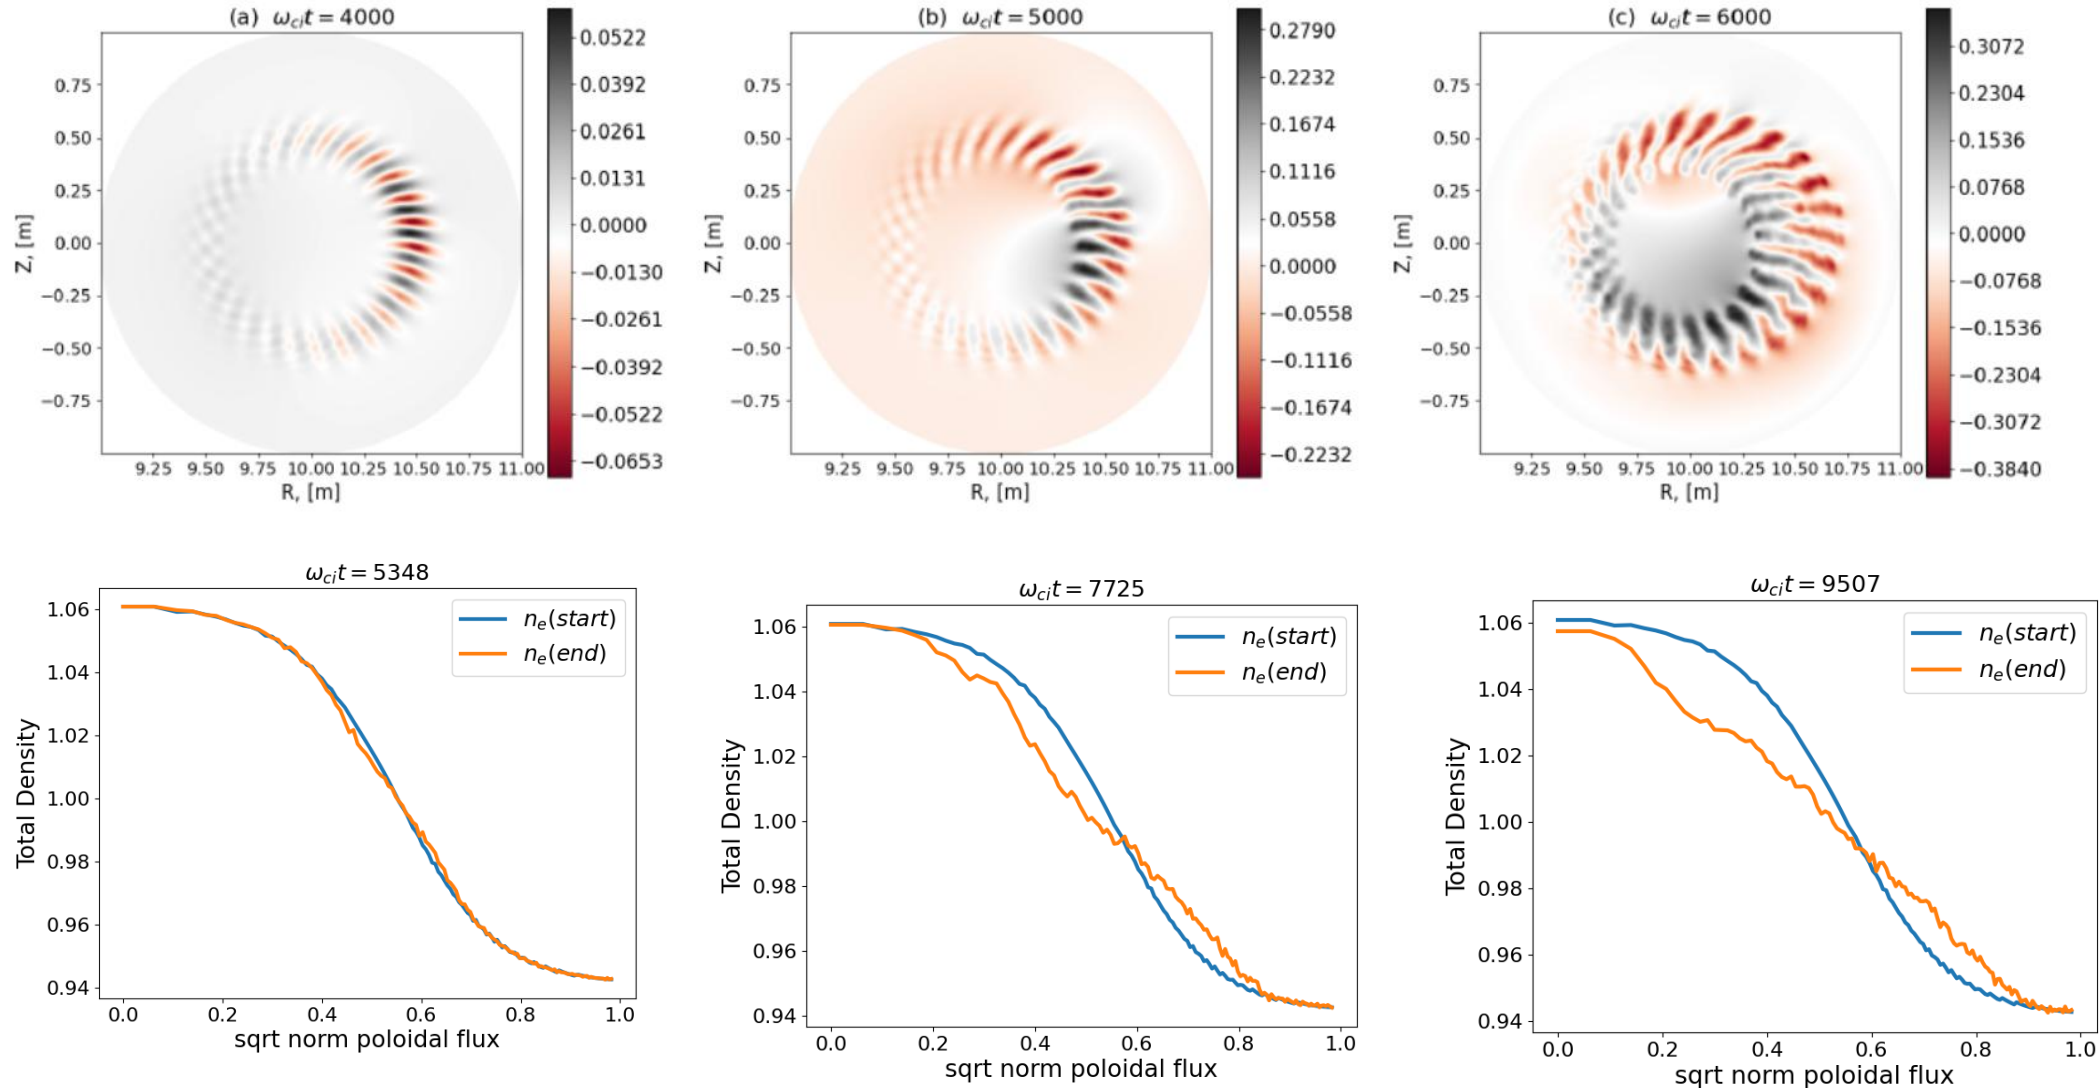 (a) ω_{ci}t = 4000
0.75
0.50
0.25
0.00
−0.25
−0.50
−0.75
Z, [m]
9.25 9.50 9.75 10.00 10.25 10.50 10.75 11.00
R, [m]
0.0522
0.0392
0.0261
0.0131
0.0000
−0.0130
−0.0261
−0.0392
−0.0522
−0.0653
(b) ω_{ci}t = 5000
0.75
0.50
0.25
0.00
−0.25
−0.50
−0.75
Z, [m]
9.25 9.50 9.75 10.00 10.25 10.50 10.75 11.00
R, [m]
0.2790
0.2232
0.1674
0.1116
0.0558
0.0000
−0.0558
−0.1116
−0.1674
−0.2232
(c) ω_{ci}t = 6000
0.75
0.50
0.25
0.00
−0.25
−0.50
−0.75
Z, [m]
9.25 9.50 9.75 10.00 10.25 10.50 10.75 11.00
R, [m]
0.3072
0.2304
0.1536
0.0768
0.0000
−0.0768
−0.1536
−0.2304
−0.3072
−0.3840
ω_{ci}t = 5348
n_e(start)
n_e(end)
1.06
1.04
1.02
1.00
0.98
0.96
0.94
Total Density
0.0 0.2 0.4 0.6 0.8 1.0
sqrt norm poloidal flux
ω_{ci}t = 7725
n_e(start)
n_e(end)
1.06
1.04
1.02
1.00
0.98
0.96
0.94
Total Density
0.0 0.2 0.4 0.6 0.8 1.0
sqrt norm poloidal flux
ω_{ci}t = 9507
n_e(start)
n_e(end)
1.06
1.04
1.02
1.00
0.98
0.96
0.94
Total Density
0.0 0.2 0.4 0.6 0.8 1.0
sqrt norm poloidal flux